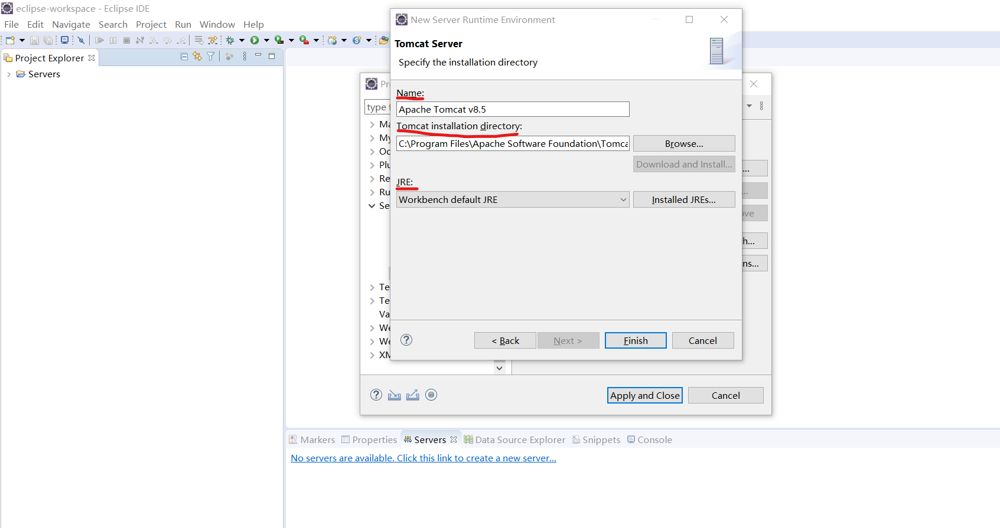 eclipse-workspace - Eclipse IDE
File Edit Navigate Search Project Run Window Help
Project Explorer
Servers
New Server Runtime Environment
Tomcat Server
Specify the installation directory
Name:
Apache Tomcat v8.5
Tomcat installation directory:
C:\Program Files\Apache Software Foundation\Tomca
Browse...
Download and Install...
JRE:
Workbench default JRE
Installed JREs...
< Back
Next >
Finish
Cancel
Pr
type f
Ma
My
Oo
Plu
Re
Ru
Se
Te
Te
Va
We
We
XM
...
...
ove
h...
ns...
Apply and Close
Cancel
Markers Properties Servers Data Source Explorer Snippets Console
No servers are available. Click this link to create a new server...